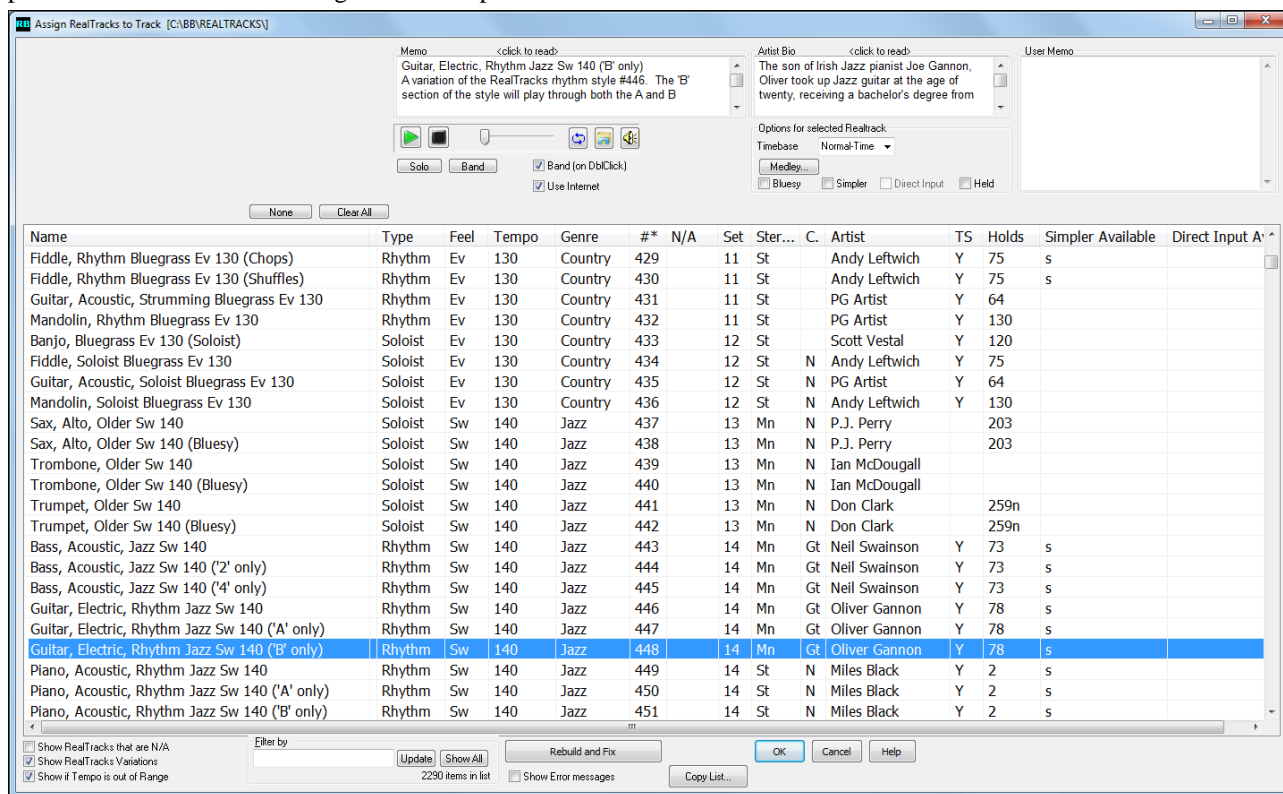 RB Assign RealTracks to Track [C:\BB\REALTRACKS\]
Memo <click to read>
Guitar, Electric, Rhythm Jazz Sw 140 ('B' only)
A variation of the RealTracks rhythm style #446. The 'B'
section of the style will play through both the A and B
Artist Bio <click to read>
The son of Irish Jazz pianist Joe Gannon,
Oliver took up Jazz guitar at the age of
twenty, receiving a bachelor's degree from
User Memo
Solo Band Band (on DblClick)
Use Internet
Options for selected Realtrack
Timebase Normal-Time
Medley...
Bluesy Simpler Direct Input Held
None Clear All
Name Type Feel Tempo Genre #* N/A Set Ster... C. Artist TS Holds Simpler Available Direct Input Av
Fiddle, Rhythm Bluegrass Ev 130 (Chops) Rhythm Ev 130 Country 429 11 St Andy Leftwich Y 75 s
Fiddle, Rhythm Bluegrass Ev 130 (Shuffles) Rhythm Ev 130 Country 430 11 St Andy Leftwich Y 75 s
Guitar, Acoustic, Strumming Bluegrass Ev 130 Rhythm Ev 130 Country 431 11 St PG Artist Y 64
Mandolin, Rhythm Bluegrass Ev 130 Rhythm Ev 130 Country 432 11 St PG Artist Y 130
Banjo, Bluegrass Ev 130 (Soloist) Soloist Ev 130 Country 433 12 St Scott Vestal Y 120
Fiddle, Soloist Bluegrass Ev 130 Soloist Ev 130 Country 434 12 St N Andy Leftwich Y 75
Guitar, Acoustic, Soloist Bluegrass Ev 130 Soloist Ev 130 Country 435 12 St N PG Artist Y 64
Mandolin, Soloist Bluegrass Ev 130 Soloist Ev 130 Country 436 12 St N Andy Leftwich Y 130
Sax, Alto, Older Sw 140 Soloist Sw 140 Jazz 437 13 Mn N P.J. Perry 203
Sax, Alto, Older Sw 140 (Bluesy) Soloist Sw 140 Jazz 438 13 Mn N P.J. Perry 203
Trombone, Older Sw 140 Soloist Sw 140 Jazz 439 13 Mn N Ian McDougall
Trombone, Older Sw 140 (Bluesy) Soloist Sw 140 Jazz 440 13 Mn N Ian McDougall
Trumpet, Older Sw 140 Soloist Sw 140 Jazz 441 13 Mn N Don Clark 259n
Trumpet, Older Sw 140 (Bluesy) Soloist Sw 140 Jazz 442 13 Mn N Don Clark 259n
Bass, Acoustic, Jazz Sw 140 Rhythm Sw 140 Jazz 443 14 Mn Gt Neil Swainson Y 73 s
Bass, Acoustic, Jazz Sw 140 ('2' only) Rhythm Sw 140 Jazz 444 14 Mn Gt Neil Swainson Y 73 s
Bass, Acoustic, Jazz Sw 140 ('4' only) Rhythm Sw 140 Jazz 445 14 Mn Gt Neil Swainson Y 73 s
Guitar, Electric, Rhythm Jazz Sw 140 Rhythm Sw 140 Jazz 446 14 Mn Gt Oliver Gannon Y 78 s
Guitar, Electric, Rhythm Jazz Sw 140 ('A' only) Rhythm Sw 140 Jazz 447 14 Mn Gt Oliver Gannon Y 78 s
Guitar, Electric, Rhythm Jazz Sw 140 ('B' only) Rhythm Sw 140 Jazz 448 14 Mn Gt Oliver Gannon Y 78 s
Piano, Acoustic, Rhythm Jazz Sw 140 Rhythm Sw 140 Jazz 449 14 St N Miles Black Y 2 s
Piano, Acoustic, Rhythm Jazz Sw 140 ('A' only) Rhythm Sw 140 Jazz 450 14 St N Miles Black Y 2 s
Piano, Acoustic, Rhythm Jazz Sw 140 ('B' only) Rhythm Sw 140 Jazz 451 14 St N Miles Black Y 2 s
Show RealTracks that are N/A
Show RealTracks Variations
Show if Tempo is out of Range
Filter by
Update Show All
2290 items in list
Rebuild and Fix
Show Error messages
Copy List...
OK Cancel Help